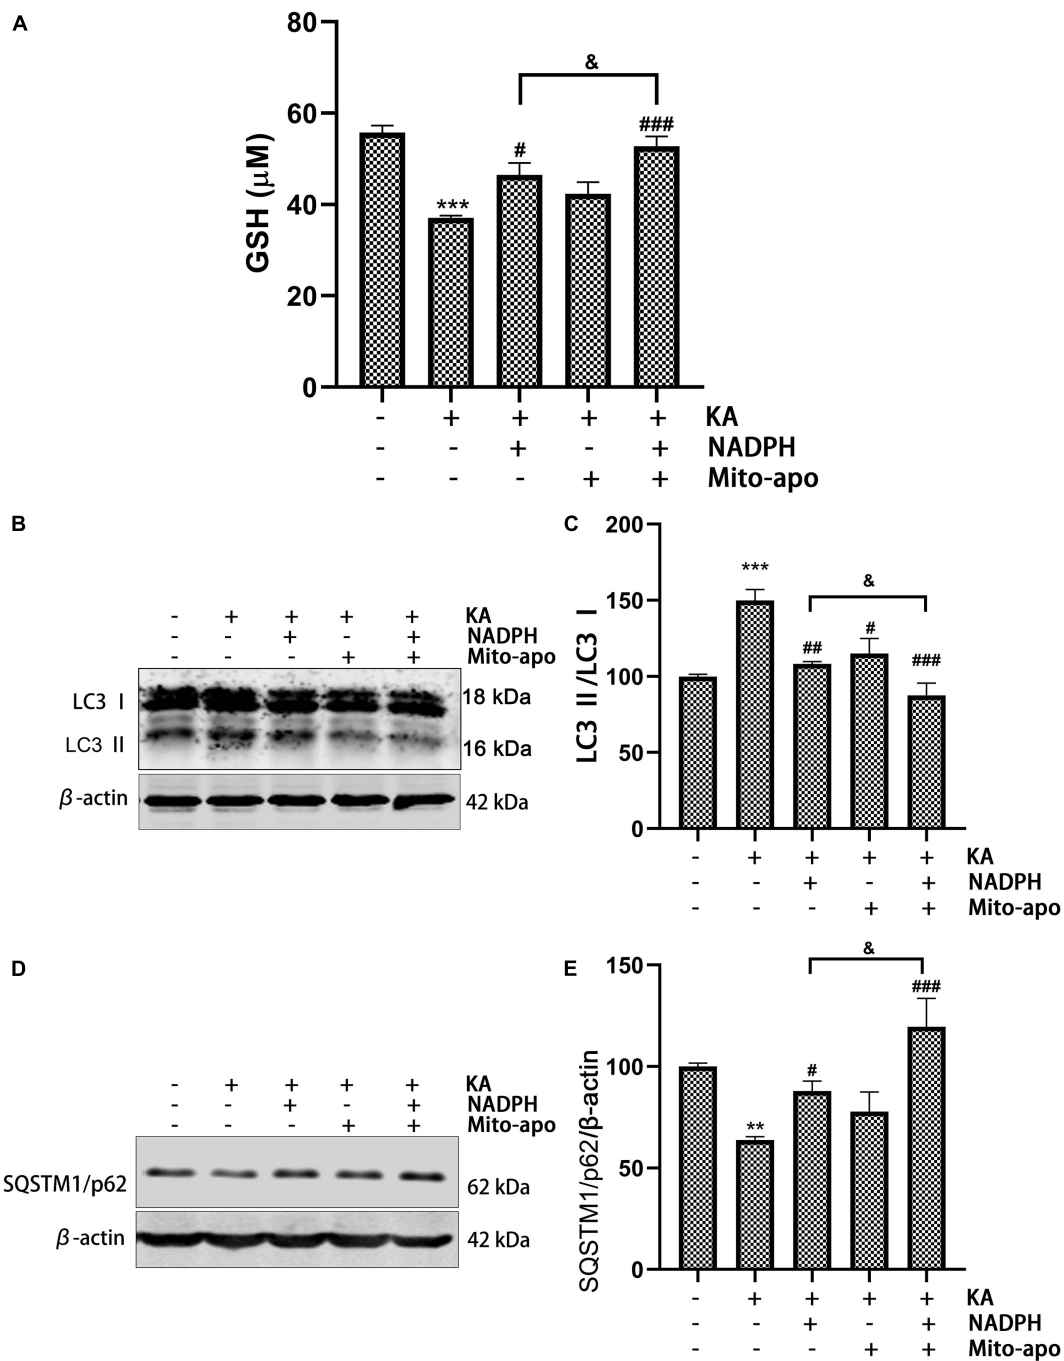 A
80
60
40
20
0
GSH (μM)
&
***
#
###
- + + + + KA
- - + - + NADPH
- - - + + Mito-apo
B
- + + + + KA
- - + - + NADPH
- - - + + Mito-apo
LC3 I
18 kDa
LC3 II
16 kDa
β-actin
42 kDa
C
200
150
100
50
0
LC3 II/LC3 I
***
&
##
#
###
- + + + + KA
- - + - + NADPH
- - - + + Mito-apo
D
- + + + + KA
- - + - + NADPH
- - - + + Mito-apo
SQSTM1/p62
62 kDa
β-actin
42 kDa
E
150
100
50
0
SQSTM1/p62/β-actin
&
**
#
###
- + + + + KA
- - + - + NADPH
- - - + + Mito-apo